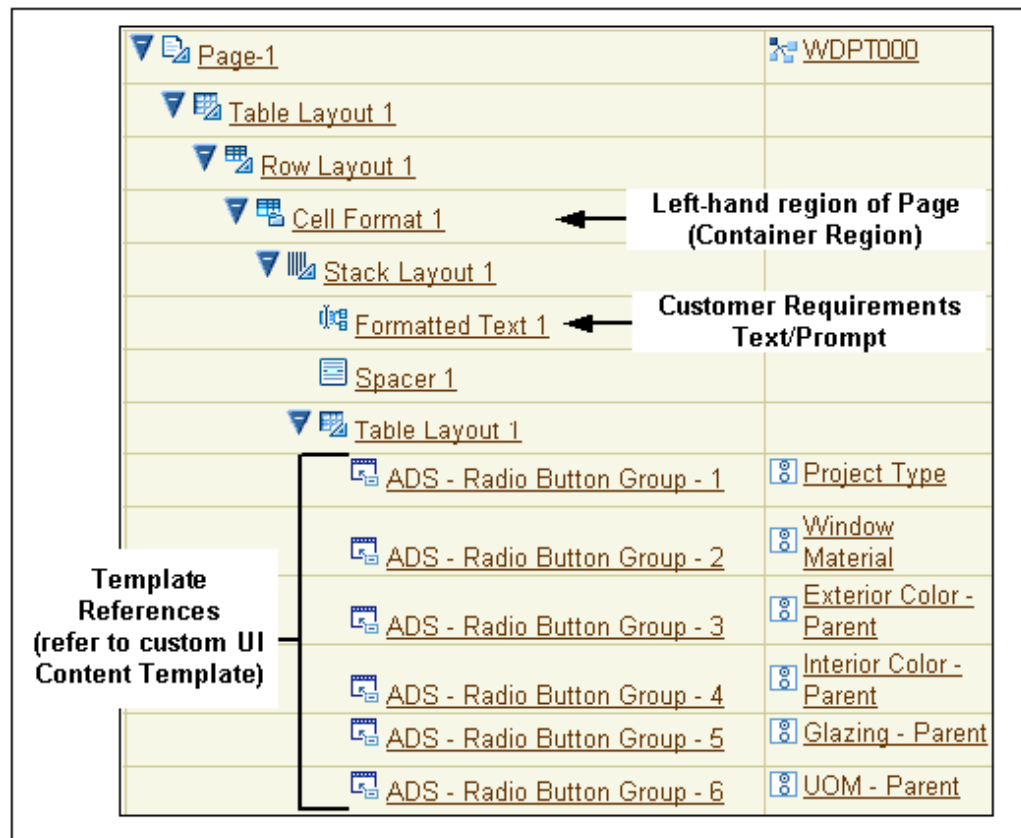 Page-1 WDPT000
Table Layout 1
Row Layout 1
Cell Format 1
Left-hand region of Page
(Container Region)
Stack Layout 1
Formatted Text 1
Customer Requirements
Text/Prompt
Spacer 1
Table Layout 1
ADS - Radio Button Group - 1 Project Type
ADS - Radio Button Group - 2 Window
Material
ADS - Radio Button Group - 3 Exterior Color -
Parent
ADS - Radio Button Group - 4 Interior Color -
Parent
ADS - Radio Button Group - 5 Glazing - Parent
ADS - Radio Button Group - 6 UOM - Parent
Template
References
(refer to custom UI
Content Template)